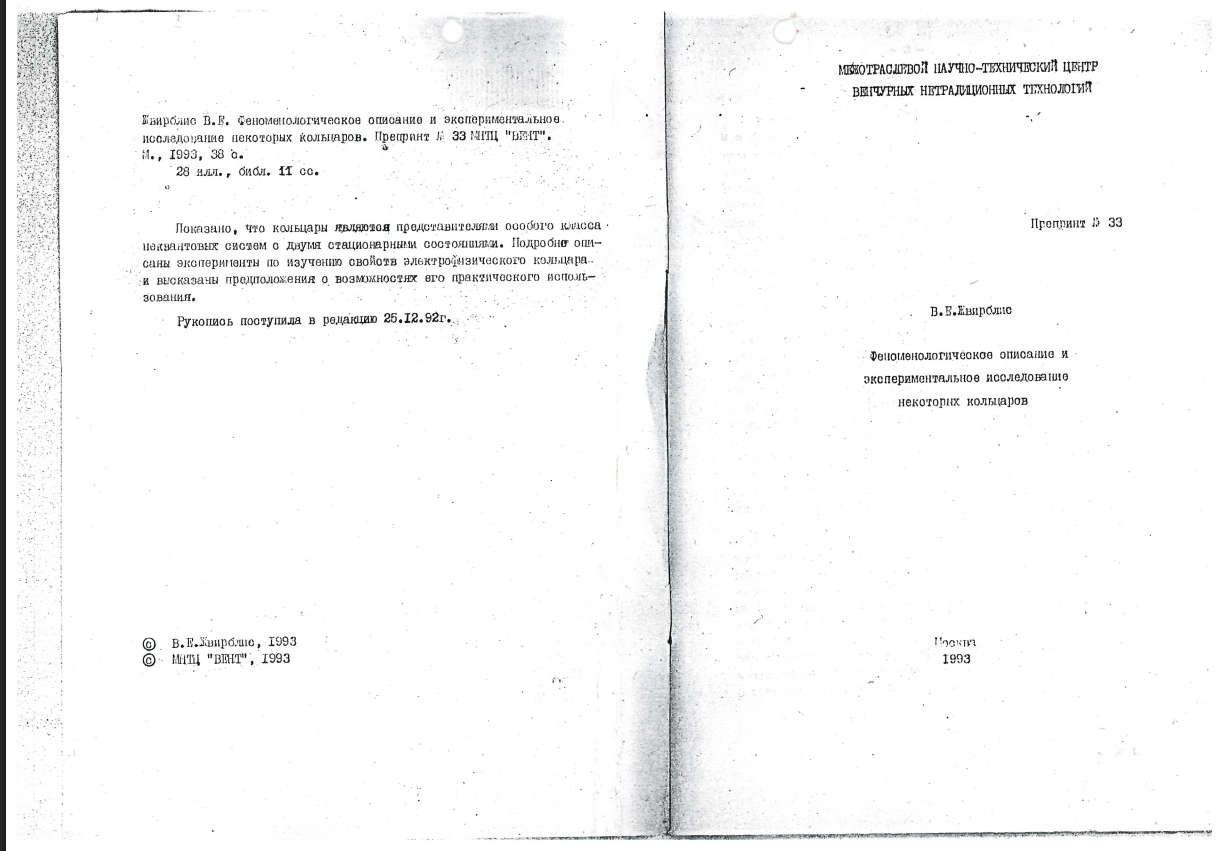 Жвирблис В.Е. Феноменологическое описание и экспериментальное
исследование некоторых кольцаров. Препринт № 33 МНТЦ "ВЕНТ".
М., 1993, 38 с.
28 илл., библ. 11 сс.
Показано, что кольцары являются представителями особого класса
неквантовых систем с двумя стационарными состояниями. Подробно опи-
саны эксперименты по изучению свойств электрофизического кольцара
и высказаны предположения о возможностях его практического исполь-
зования.
Рукопись поступила в редакцию 25.12.92г.
© В.Е.Жвирблис, 1993
© МНТЦ "ВЕНТ", 1993
МЕЖОТРАСЛЕВОЙ НАУЧНО-ТЕХНИЧЕСКИЙ ЦЕНТР
ВЕНЧУРНЫХ НЕТРАДИЦИОННЫХ ТЕХНОЛОГИЙ
Препринт № 33
В.Е.Жвирблис
Феноменологическое описание и
экспериментальное исследование
некоторых кольцаров
Москва
1993